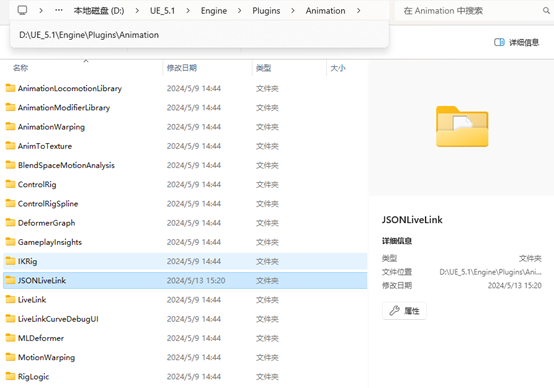 本地磁盘 (D:) > UE_5.1 > Engine > Plugins > Animation >
在 Animation 中搜索
D:\UE_5.1\Engine\Plugins\Animation
详细信息
名称 修改日期 类型 大小
AnimationLocomotionLibrary 2024/5/9 14:44 文件夹
AnimationModifierLibrary 2024/5/9 14:44 文件夹
AnimationWarping 2024/5/9 14:44 文件夹
AnimToTexture 2024/5/9 14:44 文件夹
BlendSpaceMotionAnalysis 2024/5/9 14:44 文件夹
ControlRig 2024/5/9 14:44 文件夹
ControlRigSpline 2024/5/9 14:44 文件夹
DeformerGraph 2024/5/9 14:44 文件夹
GameplayInsights 2024/5/9 14:44 文件夹
IKRig 2024/5/9 14:44 文件夹
JSONLiveLink 2024/5/13 15:20 文件夹
LiveLink 2024/5/9 14:44 文件夹
LiveLinkCurveDebugUI 2024/5/9 14:44 文件夹
MLDeformer 2024/5/9 14:44 文件夹
MotionWarping 2024/5/9 14:44 文件夹
RigLogic 2024/5/9 14:44 文件夹
JSONLiveLink
详细信息
类型 文件夹
文件位置 D:\UE_5.1\Engine\Plugins\Ani...
修改日期 2024/5/13 15:20
属性